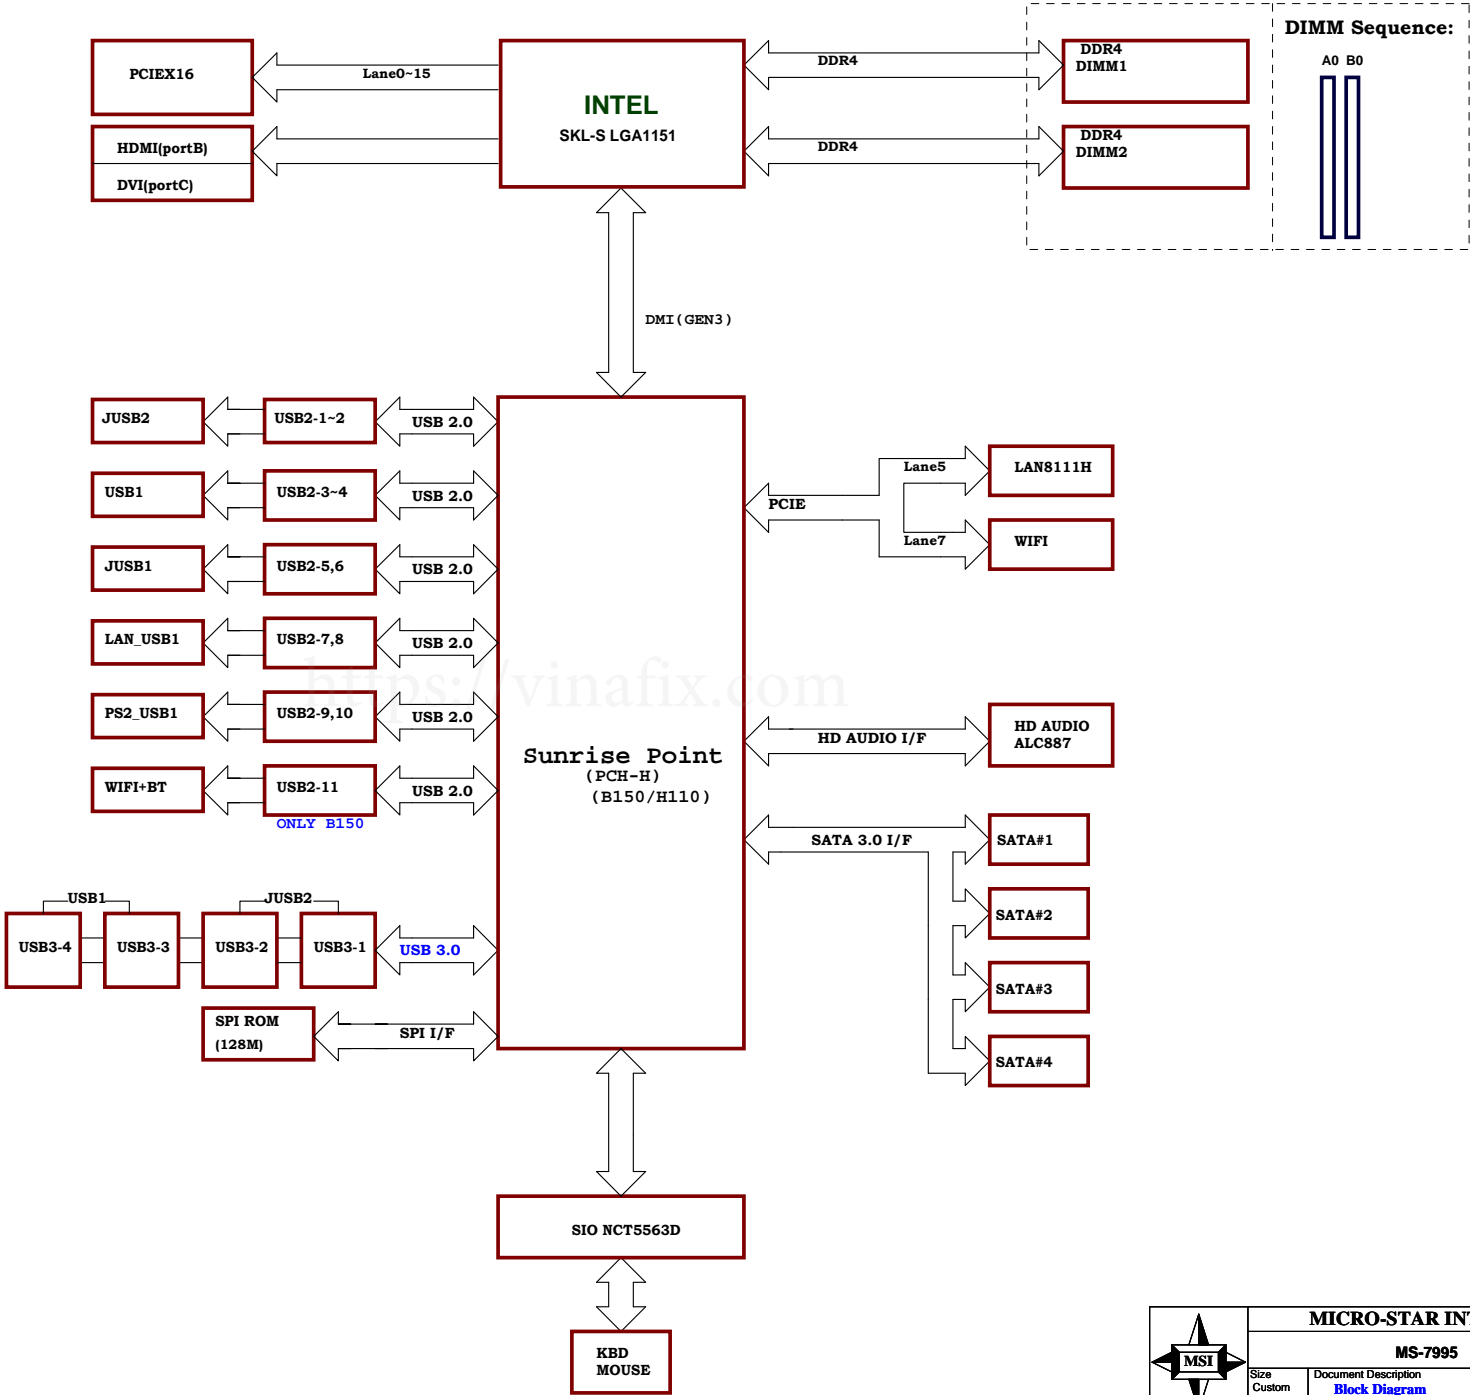 DIMM Sequence:
A0 B0
PCIEX16
Lane0~15
INTEL
SKL-S LGA1151
DDR4
DDR4
DIMM1
HDMI(portB)
DVI(portC)
DDR4
DDR4
DIMM2
DMI(GEN3)
JUSB2
USB2-1~2
USB 2.0
USB1
USB2-3~4
USB 2.0
JUSB1
USB2-5,6
USB 2.0
LAN_USB1
USB2-7,8
USB 2.0
PS2_USB1
USB2-9,10
USB 2.0
WIFI+BT
USB2-11
USB 2.0
ONLY B150
PCIE
Lane5
LAN8111H
Lane7
WIFI
https://vinafix.com
Sunrise Point
(PCH-H)
(B150/H110)
HD AUDIO I/F
HD AUDIO
ALC887
SATA 3.0 I/F
SATA#1
SATA#2
SATA#3
SATA#4
USB1
JUSB2
USB3-4
USB3-3
USB3-2
USB3-1
USB 3.0
SPI ROM
(128M)
SPI I/F
SIO NCT5563D
KBD
MOUSE
MSI
MICRO-STAR INT
MS-7995
Size
Custom
Document Description
Block Diagram